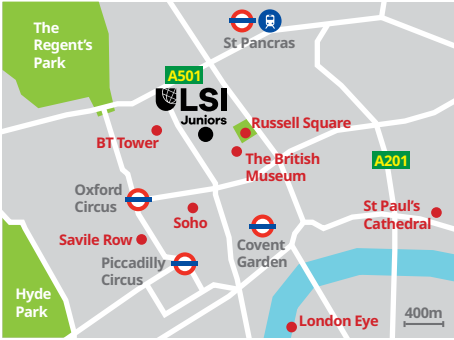 The
Regent's
Park
St Pancras
A501
LSI
Juniors
Russell Square
BT Tower
The British
Museum
A201
Oxford
Circus
Soho
St Paul's
Cathedral
Savile Row
Covent
Garden
Piccadilly
Circus
Hyde
Park
London Eye
400m